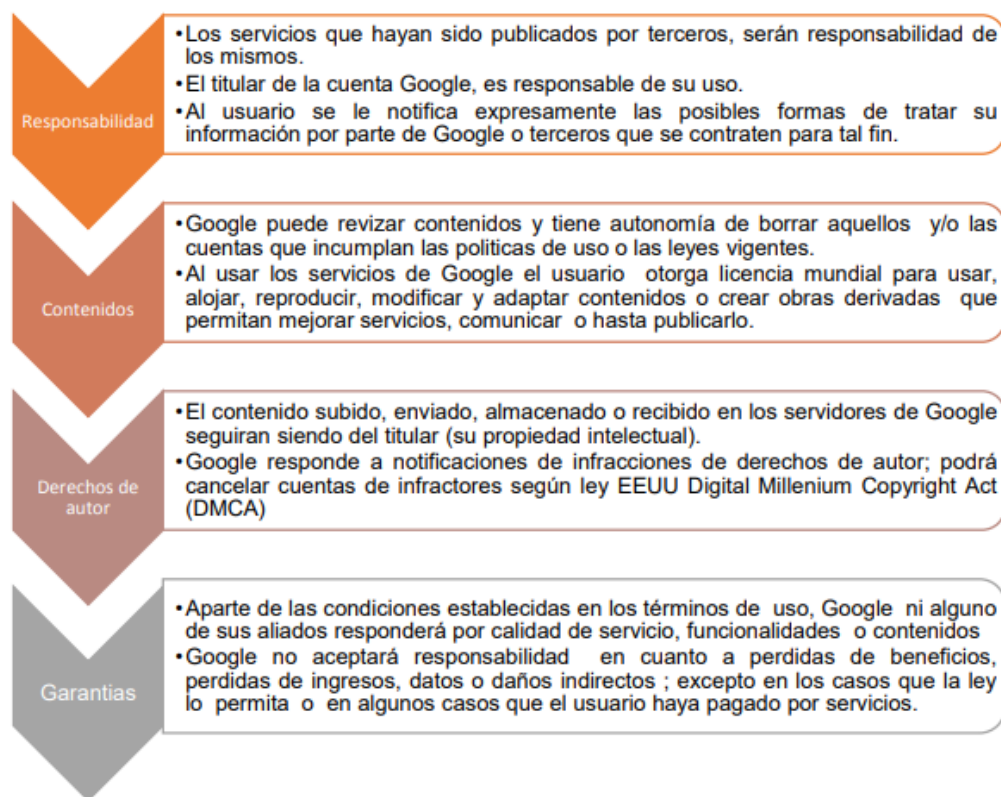 Responsabilidad
•Los servicios que hayan sido publicados por terceros, serán responsabilidad de
los mismos.
•El titular de la cuenta Google, es responsable de su uso.
•Al usuario se le notifica expresamente las posibles formas de tratar su
información por parte de Google o terceros que se contraten para tal fin.
Contenidos
•Google puede revizar contenidos y tiene autonomía de borrar aquellos y/o las
cuentas que incumplan las politicas de uso o las leyes vigentes.
•Al usar los servicios de Google el usuario otorga licencia mundial para usar,
alojar, reproducir, modificar y adaptar contenidos o crear obras derivadas que
permitan mejorar servicios, comunicar o hasta publicarlo.
Derechos de
autor
•El contenido subido, enviado, almacenado o recibido en los servidores de Google
seguiran siendo del titular (su propiedad intelectual).
•Google responde a notificaciones de infracciones de derechos de autor; podrá
cancelar cuentas de infractores según ley EEUU Digital Millenium Copyright Act
(DMCA)
Garantias
•Aparte de las condiciones establecidas en los términos de uso, Google ni alguno
de sus aliados responderá por calidad de servicio, funcionalidades o contenidos
•Google no aceptará responsabilidad en cuanto a perdidas de beneficios,
perdidas de ingresos, datos o daños indirectos ; excepto en los casos que la ley
lo permita o en algunos casos que el usuario haya pagado por servicios.